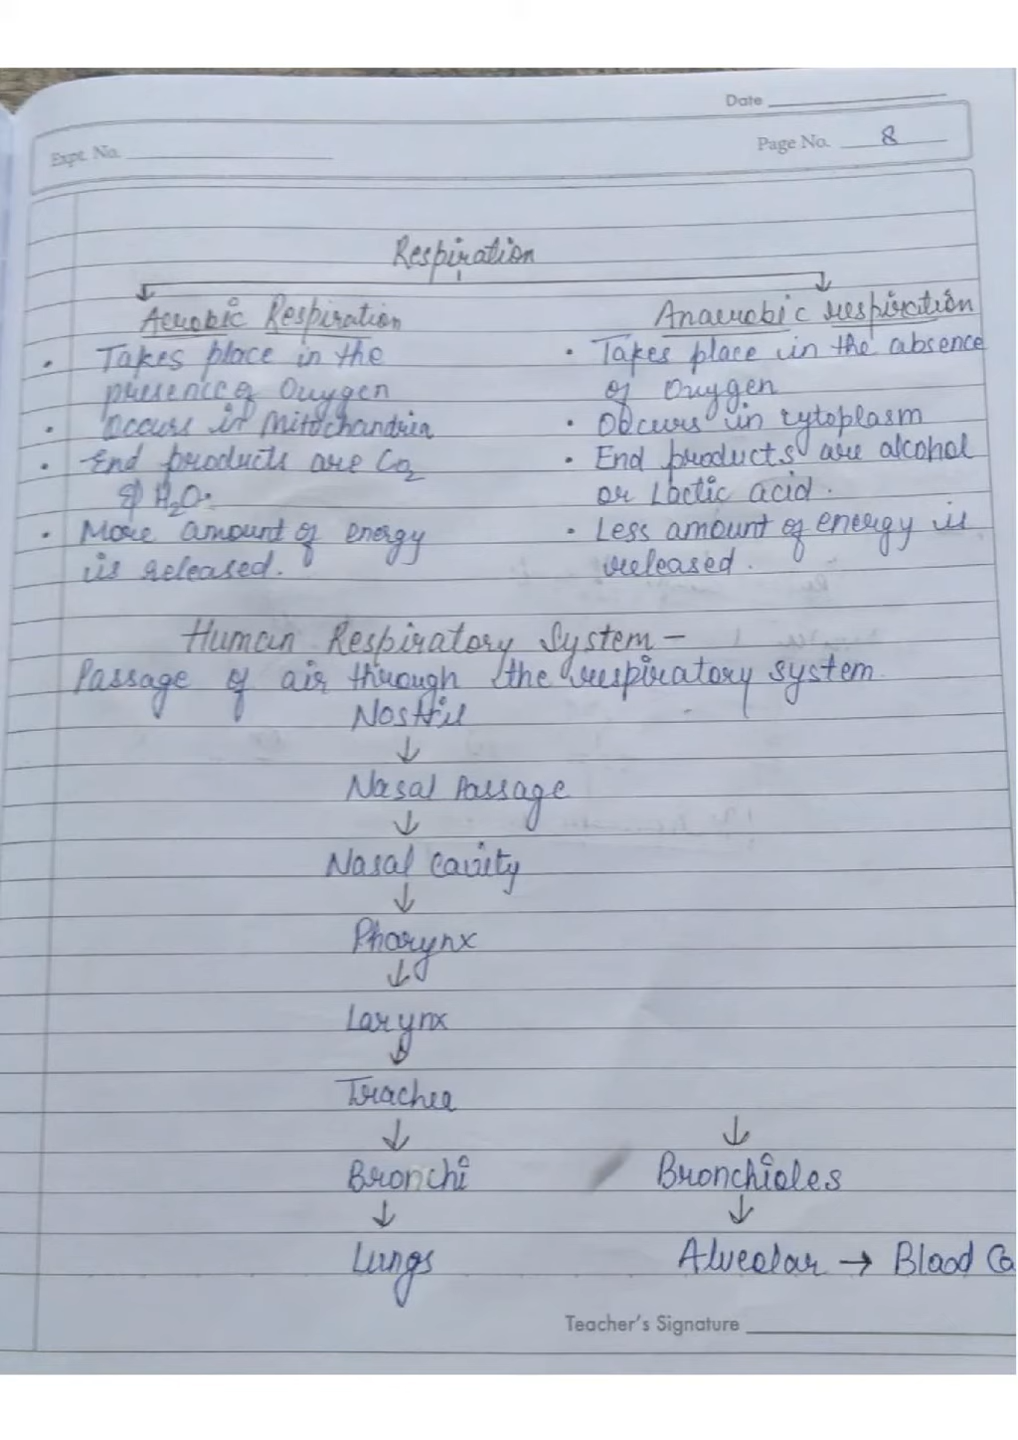 Date
Expt. No.
Page No. 8
Respiration
Aerobic Respiration
Takes place in the
presence of Oxygen
Occurs in Mitochandria
End products are Co2
& H2O.
More amount of energy
is released.
Anaerobic respiration
Takes place in the absence
of Oxygen
Occurs in cytoplasm
End products are alcohol
or Lactic acid.
Less amount of energy is
released.
Human Respiratory System -
Passage of air through the respiratory system
Nostril
↓
Nasal Passage
↓
Nasal cavity
↓
Pharynx
↓
Larynx
↓
Trachea
↓
Bronchi
↓
Lungs
↓
Bronchioles
↓
Alveolar → Blood Ca
Teacher's Signature